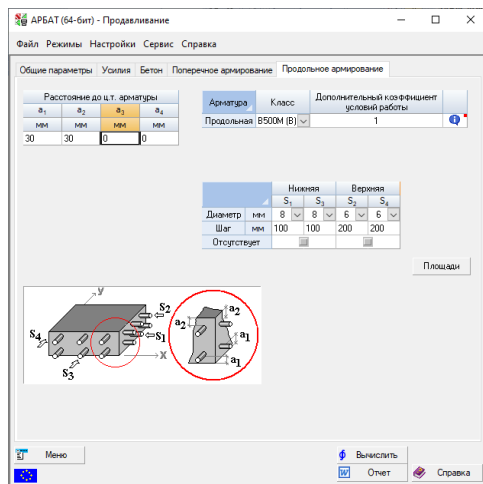 АРБАТ (64-бит) - Продавливание
Файл Режимы Настройки Сервис Справка
Общие параметры Усилия Бетон Поперечное армирование Продольное армирование
Расстояние до ц.т. арматуры
a1 a2 a3 a4
мм мм мм мм
30 30 0 0
Арматура Класс Дополнительный коэффициент условий работы
Продольная B500M (B) 1
Нижняя Верхняя
S1 S3 S2 S4
Диаметр мм 8 8 6 6
Шаг мм 100 100 200 200
Отсутствует
Площади
y
S2
S1
S4
S3
x
a2
a2
a1
a1
Меню
Вычислить
Отчет
Справка